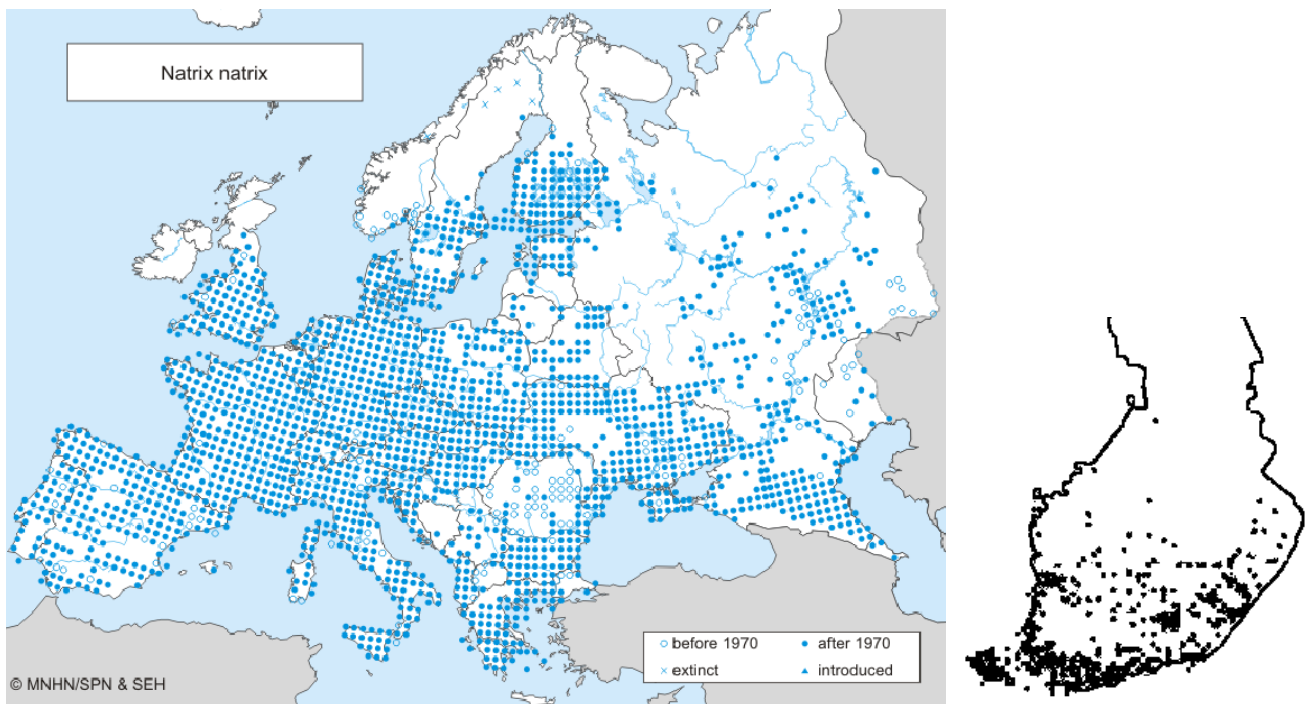 Natrix natrix
before 1970
after 1970
extinct
introduced
© MNHN/SPN & SEH